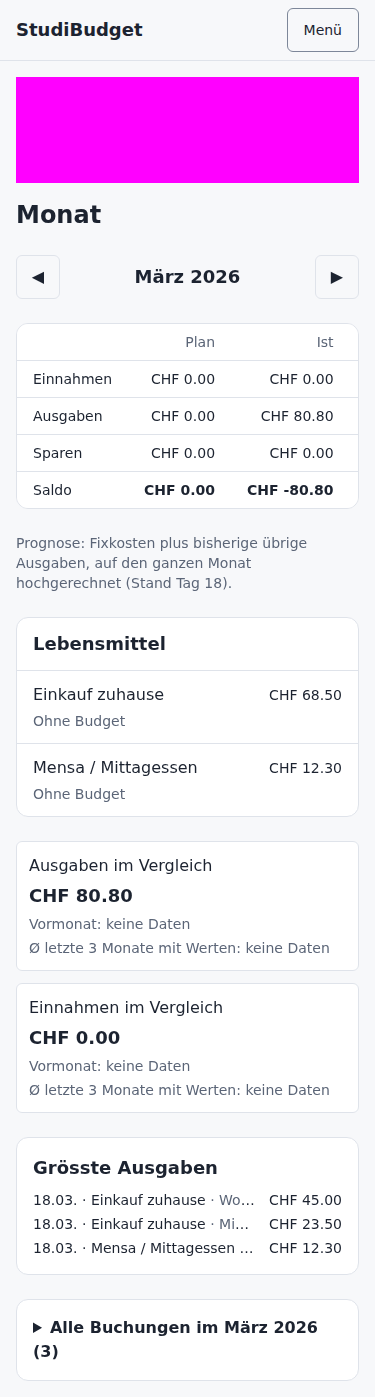 StudiBudget
Menü
Monat
◀ März 2026 ▶
Plan Ist
Einnahmen CHF 0.00 CHF 0.00
Ausgaben CHF 0.00 CHF 80.80
Sparen CHF 0.00 CHF 0.00
Saldo CHF 0.00 CHF -80.80
Prognose: Fixkosten plus bisherige übrige
Ausgaben, auf den ganzen Monat
hochgerechnet (Stand Tag 18).
Lebensmittel
Einkauf zuhause CHF 68.50
Ohne Budget
Mensa / Mittagessen CHF 12.30
Ohne Budget
Ausgaben im Vergleich
CHF 80.80
Vormonat: keine Daten
Ø letzte 3 Monate mit Werten: keine Daten
Einnahmen im Vergleich
CHF 0.00
Vormonat: keine Daten
Ø letzte 3 Monate mit Werten: keine Daten
Grösste Ausgaben
18.03. · Einkauf zuhause · Wo... CHF 45.00
18.03. · Einkauf zuhause · Mi... CHF 23.50
18.03. · Mensa / Mittagessen ... CHF 12.30
▶ Alle Buchungen im März 2026
(3)